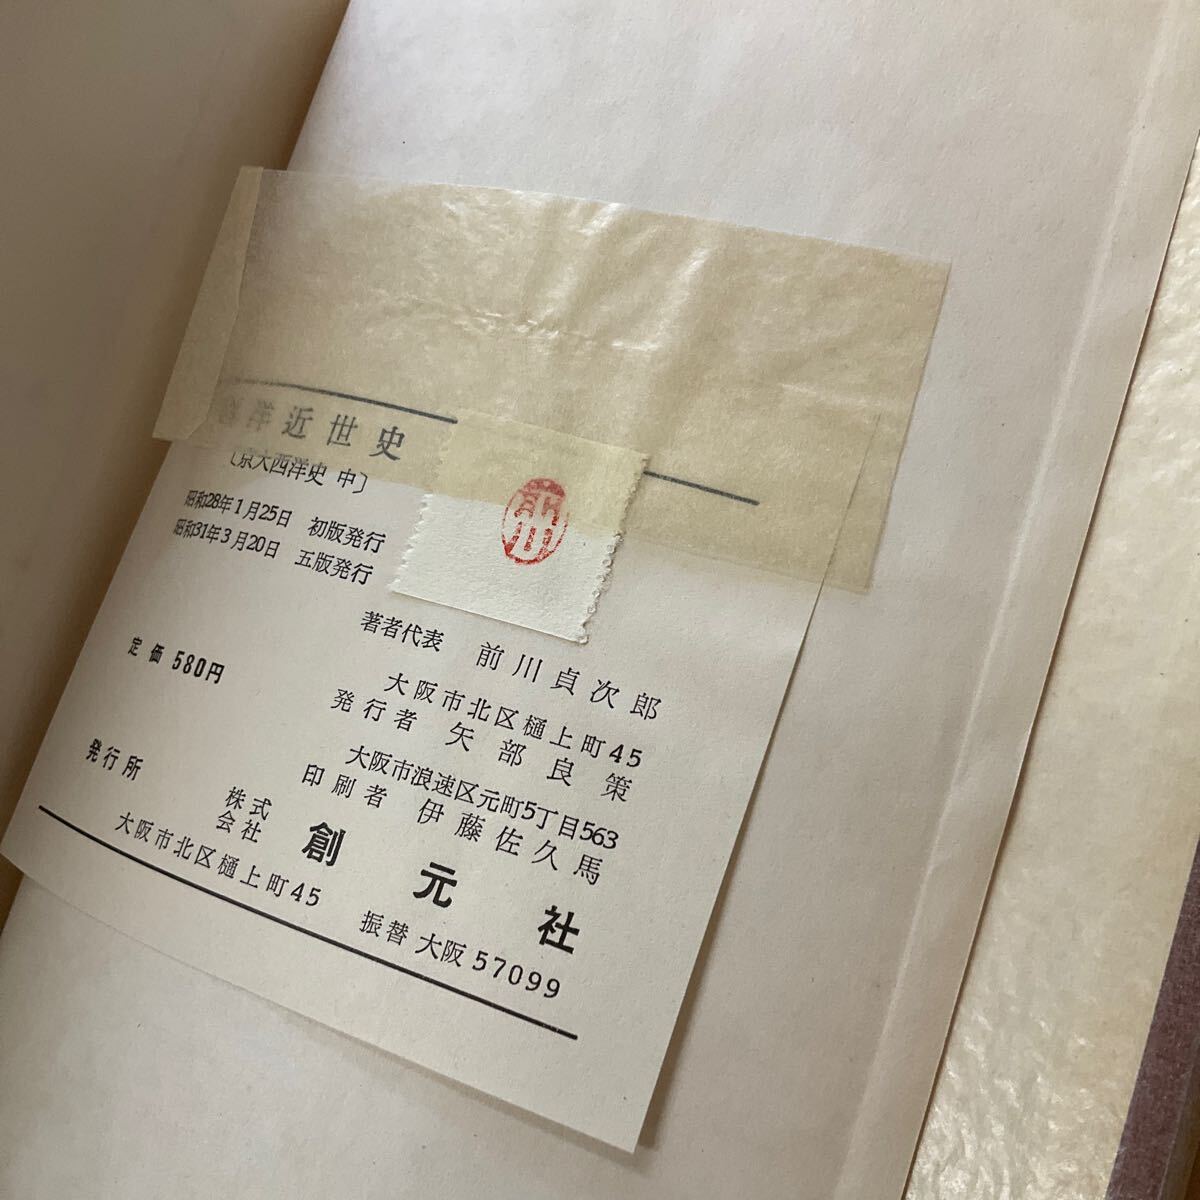 西洋近世史
〔京大西洋史 中〕
昭和28年1月25日 初版発行
昭和31年3月20日 五版発行
前川
著者代表 前川貞次郎
定価 580円
大阪市北区樋上町45
発行者 矢部良策
大阪市浪速区元町5丁目563
印刷者 伊藤佐久馬
発行所 株式会社 創元社
大阪市北区樋上町45
振替 大阪 57099